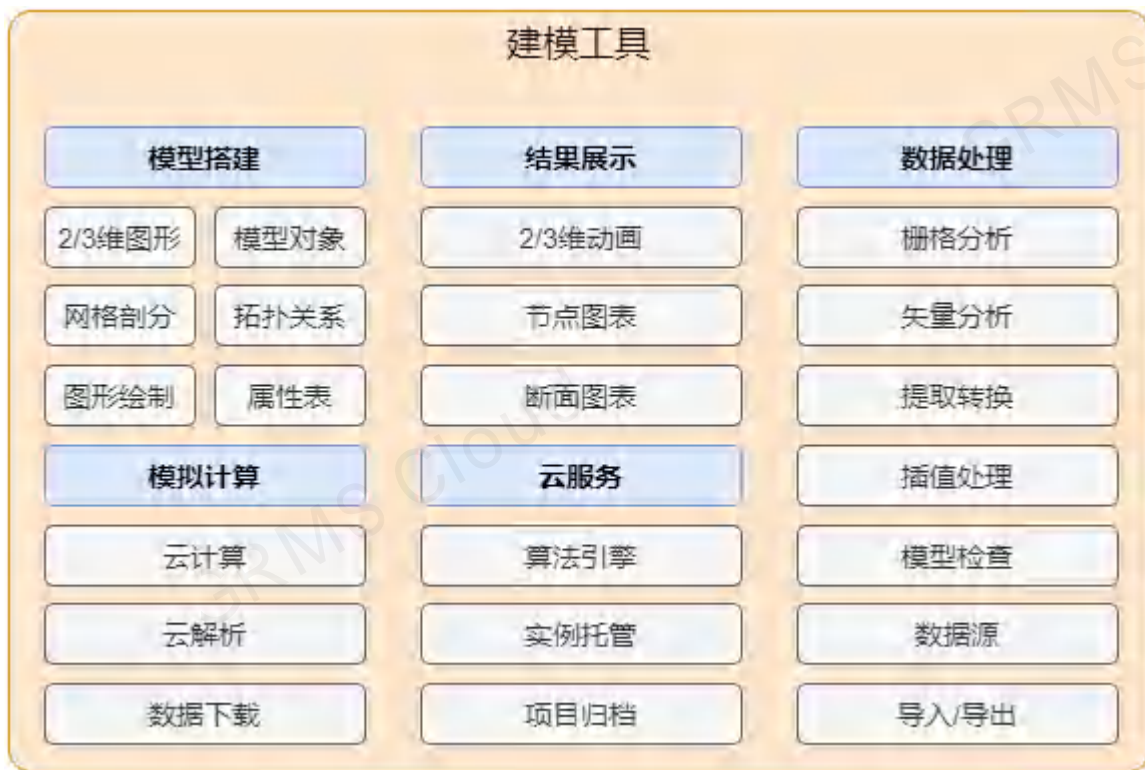 建模工具
模型搭建
2/3维图形
模型对象
网格剖分
拓扑关系
图形绘制
属性表
模拟计算
云计算
云解析
数据下载
结果展示
2/3维动画
节点图表
断面图表
云服务
算法引擎
实例托管
项目归档
数据处理
栅格分析
矢量分析
提取转换
插值处理
模型检查
数据源
导入/导出
eRMS Cloud